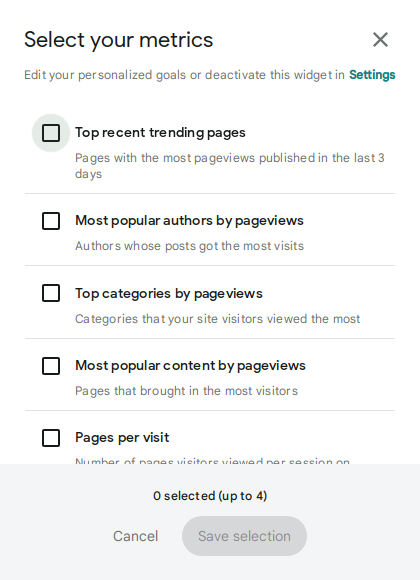 Select your metrics
Edit your personalized goals or deactivate this widget in Settings
Top recent trending pages
Pages with the most pageviews published in the last 3
days
Most popular authors by pageviews
Authors whose posts got the most visits
Top categories by pageviews
Categories that your site visitors viewed the most
Most popular content by pageviews
Pages that brought in the most visitors
Pages per visit
Number of pages visitors viewed per session on
0 selected (up to 4)
Cancel
Save selection